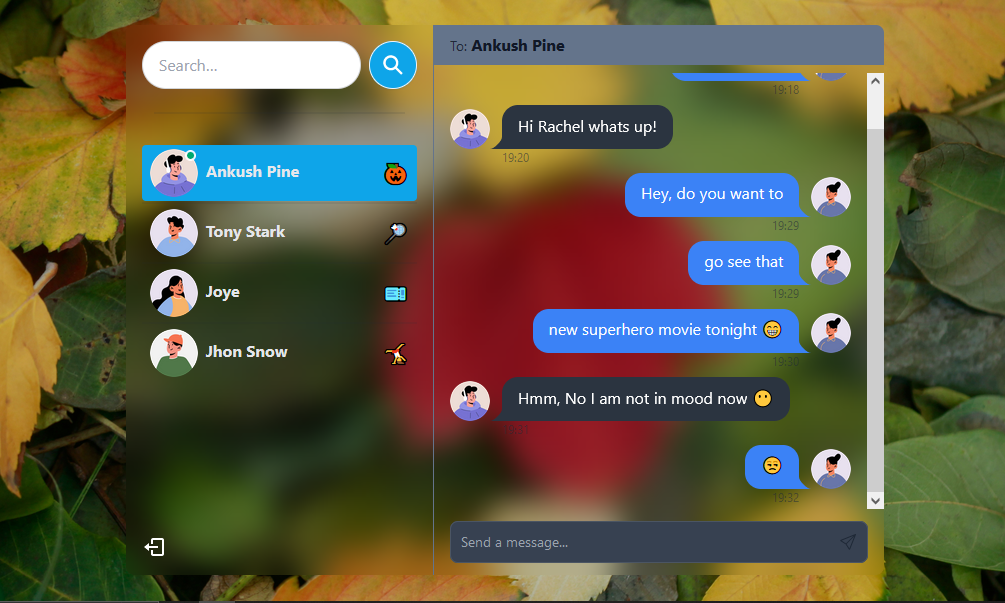 Search...
Ankush Pine
Tony Stark
Joye
Jhon Snow
To: Ankush Pine
19:18
Hi Rachel whats up!
19:20
Hey, do you want to
19:29
go see that
19:29
new superhero movie tonight 😁
19:30
Hmm, No I am not in mood now 😶
19:31
😒
19:32
Send a message...